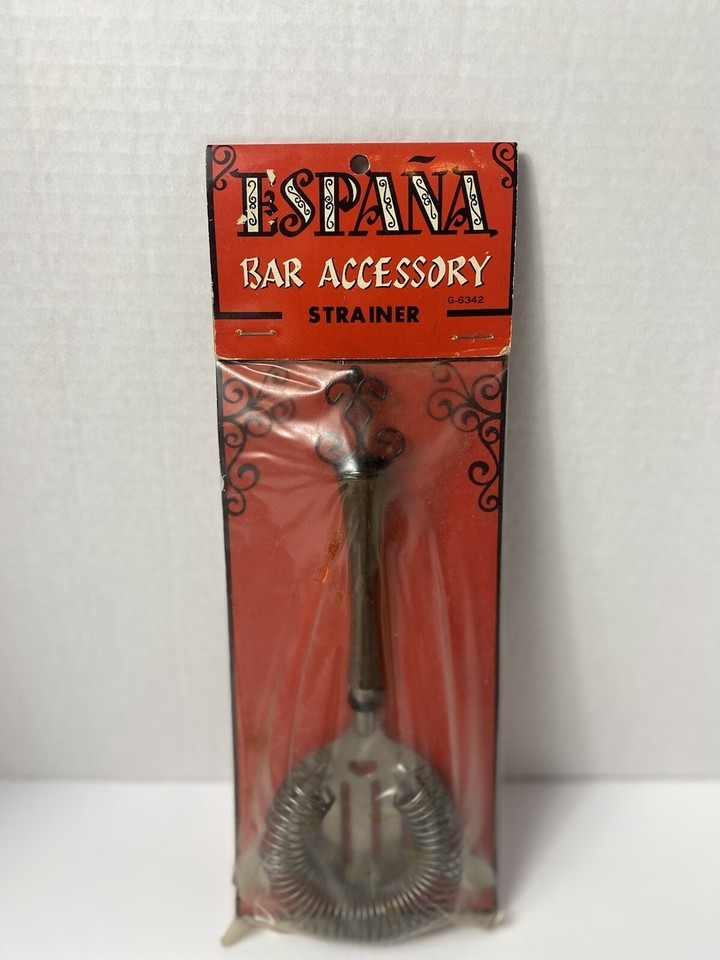 ESPAÑA
BAR ACCESSORY
G-6342
STRAINER